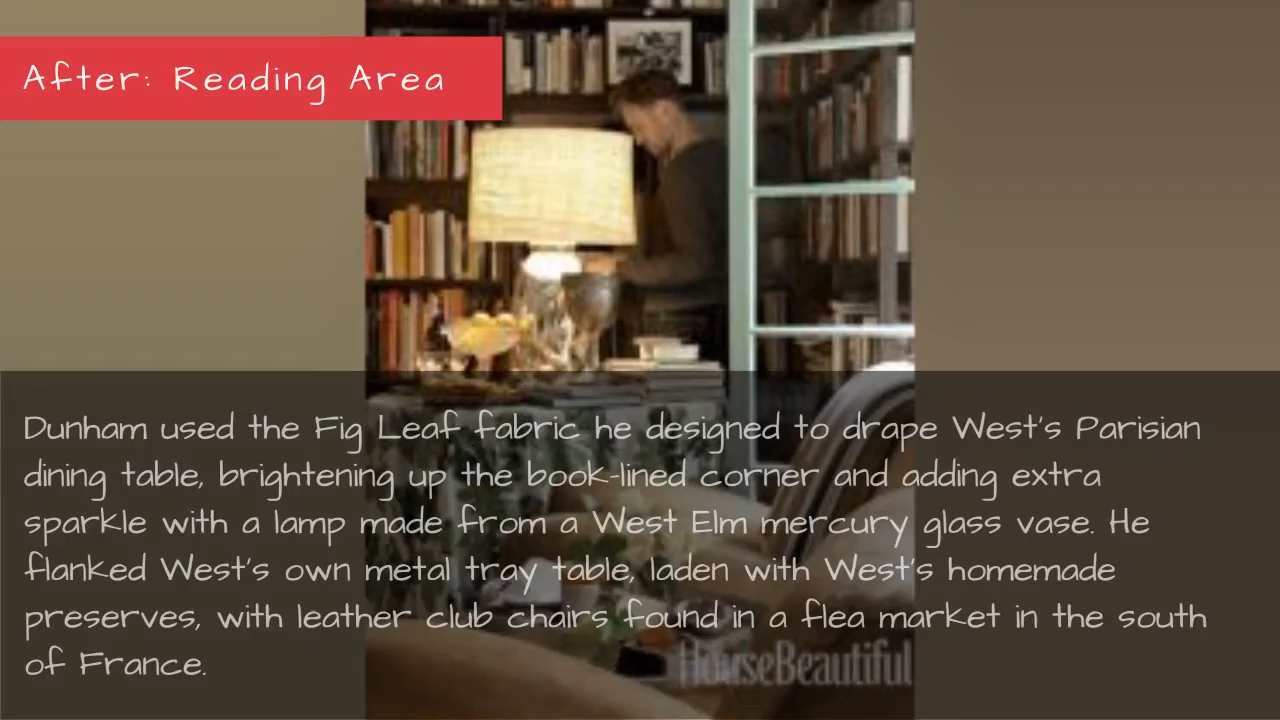 After: Reading Area
Dunham used the Fig Leaf fabric he designed to drape West's Parisian
dining table, brightening up the book-lined corner and adding extra
sparkle with a lamp made from a West Elm mercury glass vase. He
flanked West's own metal tray table, laden with West's homemade
preserves, with leather club chairs found in a flea market in the south
of France.
HouseBeautiful